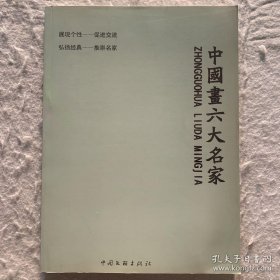 展现个性——促进交流
弘扬经典——推崇名家
中國畫六大名家
ZHONGGUOHUA LIUDA MINGJIA
中国文联出版社
孔夫子旧书网